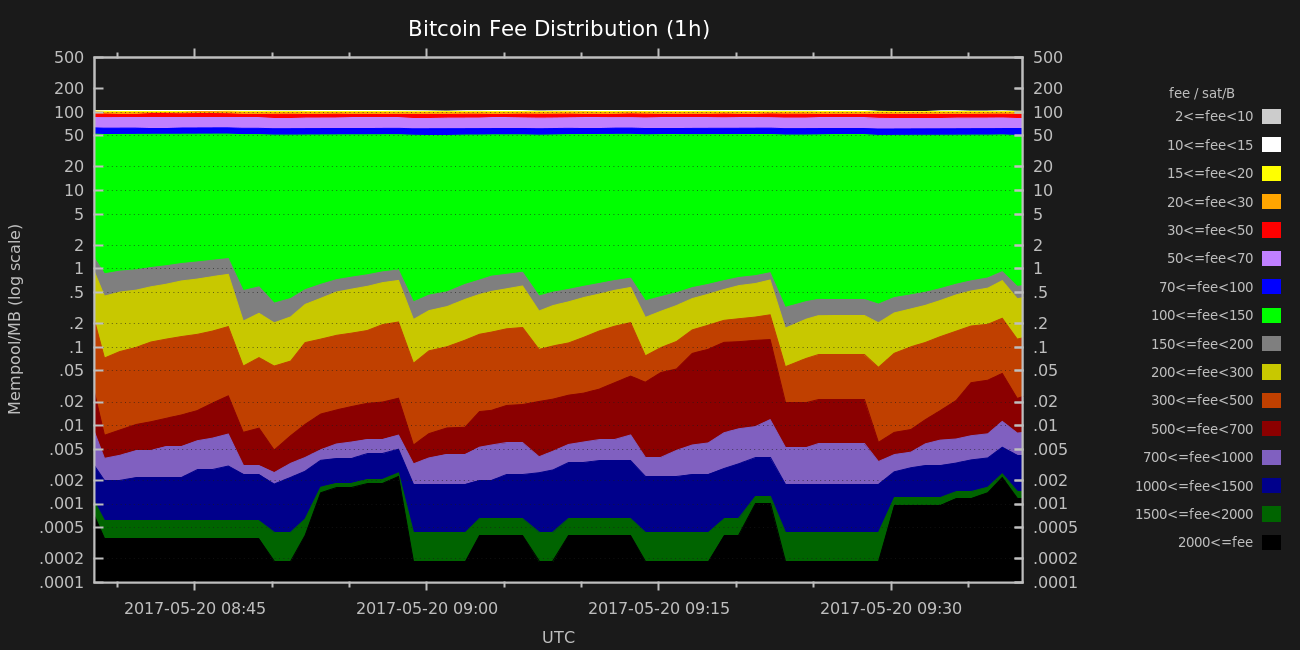 Bitcoin Fee Distribution (1h)
Mempool/MB (log scale)
500
200
100
50
20
10
5
2
1
.5
.2
.1
.05
.02
.01
.005
.002
.001
.0005
.0002
.0001
500
200
100
50
20
10
5
2
1
.5
.2
.1
.05
.02
.01
.005
.002
.001
.0005
.0002
.0001
2017-05-20 08:45
2017-05-20 09:00
2017-05-20 09:15
2017-05-20 09:30
UTC
fee / sat/B
2<=fee<10
10<=fee<15
15<=fee<20
20<=fee<30
30<=fee<50
50<=fee<70
70<=fee<100
100<=fee<150
150<=fee<200
200<=fee<300
300<=fee<500
500<=fee<700
700<=fee<1000
1000<=fee<1500
1500<=fee<2000
2000<=fee